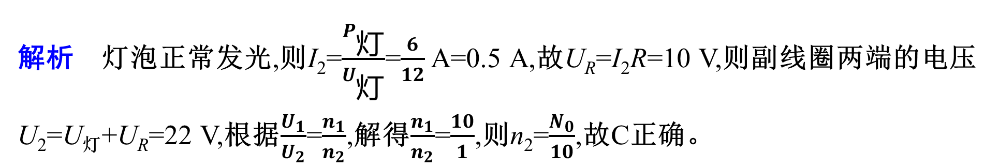 解析 灯泡正常发光,则I₂=P灯/U灯=6/12 A=0.5 A,故U_R=I₂R=10 V,则副线圈两端的电压
U₂=U灯+U_R=22 V,根据U₁/U₂=n₁/n₂,解得n₁/n₂=10/1,则n₂=N₀/10,故C正确。